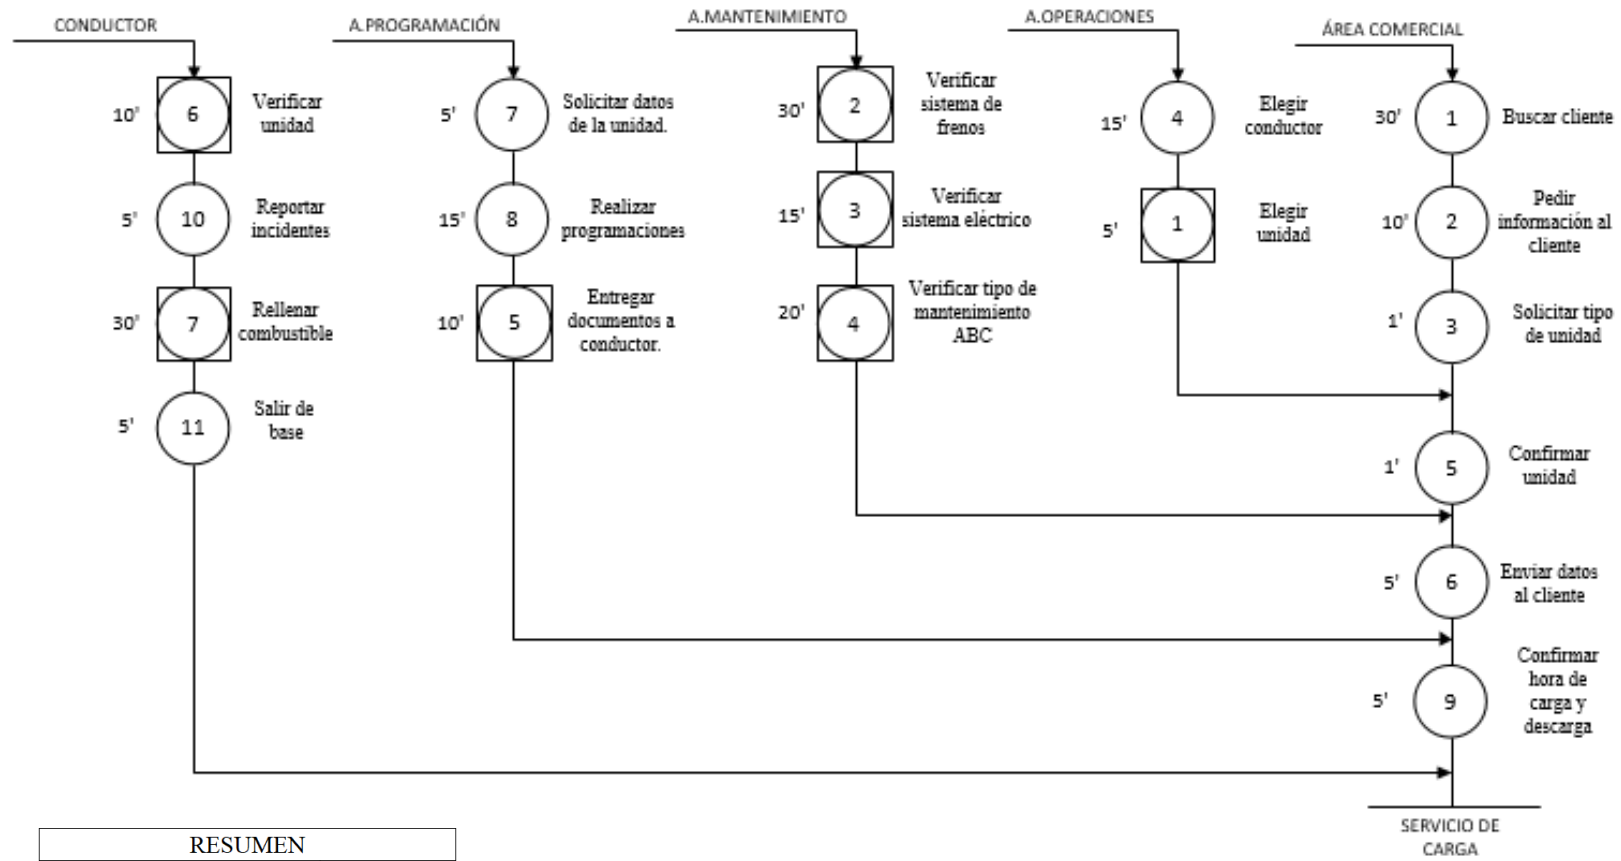 CONDUCTOR
10'
6
Verificar
unidad
5'
10
Reportar
incidentes
30'
7
Rellenar
combustible
5'
11
Salir de
base
A.PROGRAMACIÓN
5'
7
Solicitar datos
de la unidad.
15'
8
Realizar
programaciones
10'
5
Entregar
documentos a
conductor.
A.MANTENIMIENTO
30'
2
Verificar
sistema de
frenos
15'
3
Verificar
sistema eléctrico
20'
4
Verificar tipo de
mantenimiento
ABC
A.OPERACIONES
15'
4
Elegir
conductor
5'
1
Elegir
unidad
ÁREA COMERCIAL
30'
1
Buscar cliente
10'
2
Pedir
información al
cliente
1'
3
Solicitar tipo
de unidad
1'
5
Confirmar
unidad
5'
6
Enviar datos
al cliente
5'
9
Confirmar
hora de
carga y
descarga
SERVICIO DE
CARGA
RESUMEN